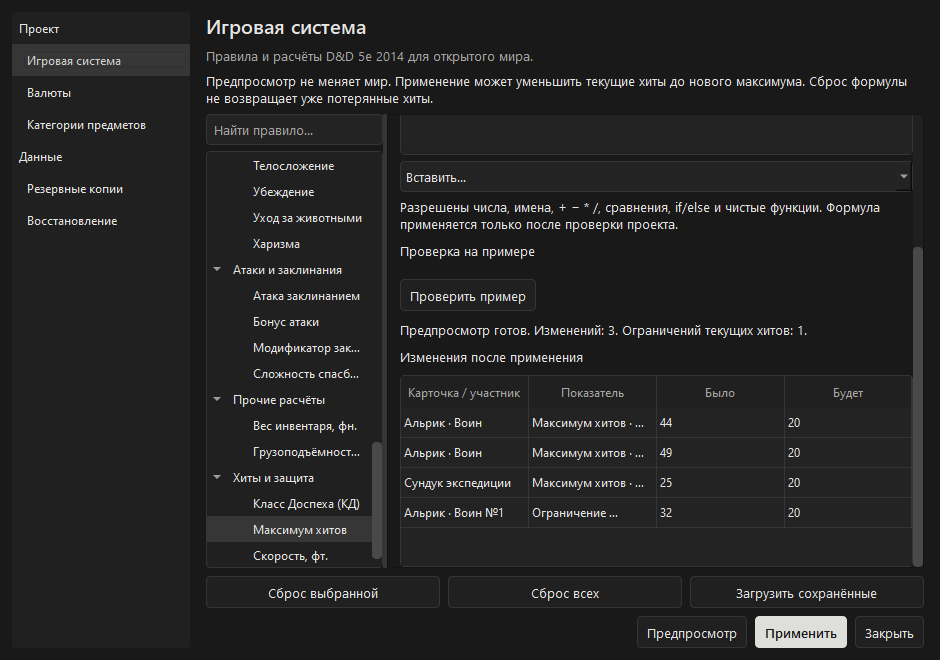 Проект
Игровая система
Валюты
Категории предметов
Данные
Резервные копии
Восстановление
Игровая система
Правила и расчёты D&D 5e 2014 для открытого мира.
Предпросмотр не меняет мир. Применение может уменьшить текущие хиты до нового максимума. Сброс формулы
не возвращает уже потерянные хиты.
Найти правило...
Телосложение
Убеждение
Уход за животными
Харизма
Атаки и заклинания
Атака заклинанием
Бонус атаки
Модификатор зак...
Сложность спасб...
Прочие расчёты
Вес инвентаря, фн.
Грузоподъёмност...
Хиты и защита
Класс Доспеха (КД)
Максимум хитов
Скорость, фт.
Вставить...
Разрешены числа, имена, + − * /, сравнения, if/else и чистые функции. Формула
применяется только после проверки проекта.
Проверка на примере
Проверить пример
Предпросмотр готов. Изменений: 3. Ограничений текущих хитов: 1.
Изменения после применения
Карточка / участник Показатель Было Будет
Альрик · Воин Максимум хитов · ... 44 20
Альрик · Воин Максимум хитов · ... 49 20
Сундук экспедиции Максимум хитов · ... 25 20
Альрик · Воин №1 Ограничение ... 32 20
Сброс выбранной Сброс всех Загрузить сохранённые
Предпросмотр Применить Закрыть